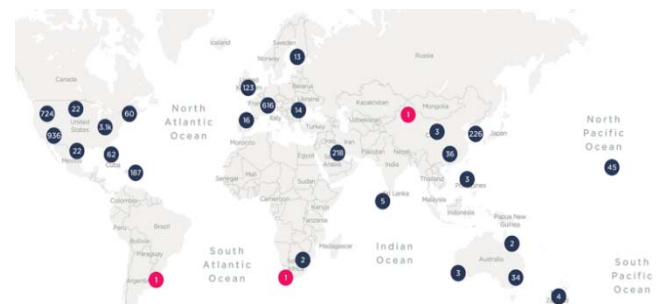 Iceland
Sweden
Norway
13
Russia
Canada
123
Belarus
616
Ukraine
14
Kazakhstan
Mongolia
724
22
60
United
States
3.1k
936
North
Atlantic
Ocean
16
Italy
Turkey
Uzbekistan
1
3
226
Japan
North
Pacific
Ocean
22
Mexico
62
Cuba
187
Morocco
Egypt
218
Saudi
Arabia
Iran
Pakistan
Nepal
India
36
Thailand
3
Philippines
45
Mali
Niger
Sudan
Senegal
Cameroon
Kenya
5
Sri Lanka
Malaysia
Indonesia
Papua New
Guinea
Colombia
Peru
Brazil
Bolivia
Paraguay
Tanzania
Madagascar
South
Atlantic
Ocean
Indian
Ocean
2
Australia
South
Pacific
Ocean
Argentina
1
1
2
3
34
4